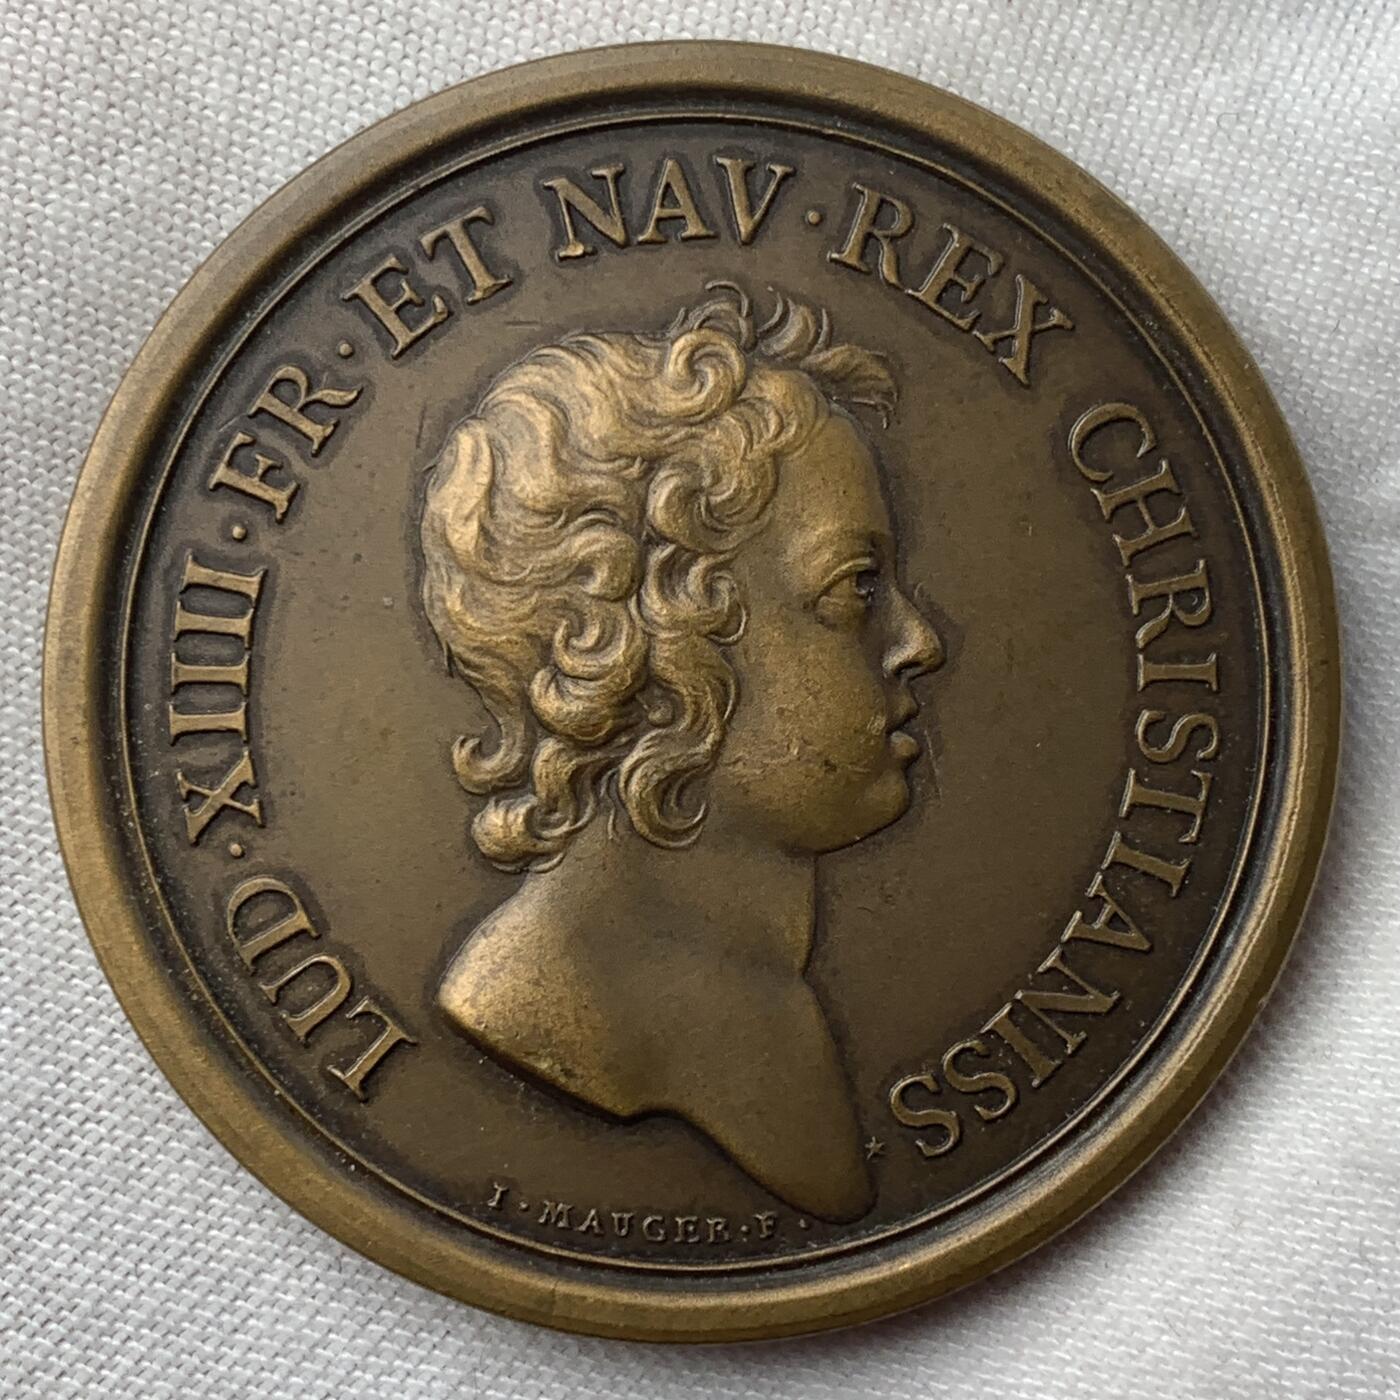 LUD · XIIII · FR · ET NAV · REX CHRISTIANISS
I · MAUGER · F ·